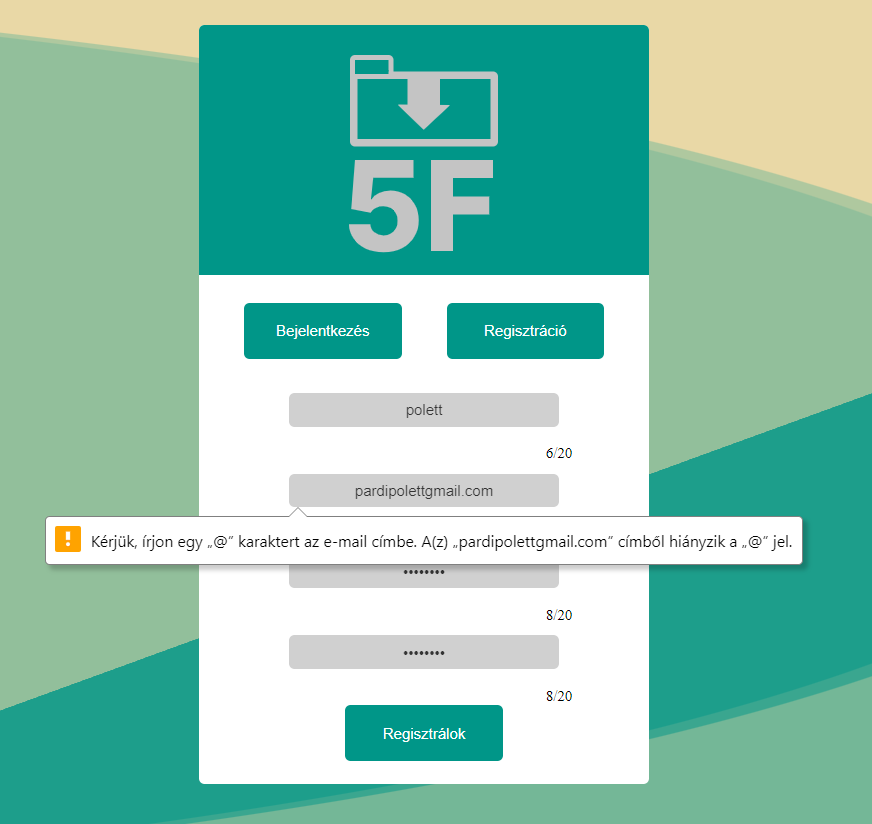 5F
Bejelentkezés
Regisztráció
polett
6/20
pardipolettgmail.com
Kérjük, írjon egy „@” karaktert az e-mail címbe. A(z) „pardipolettgmail.com” címből hiányzik a „@” jel.
••••••••
8/20
••••••••
8/20
Regisztrálok